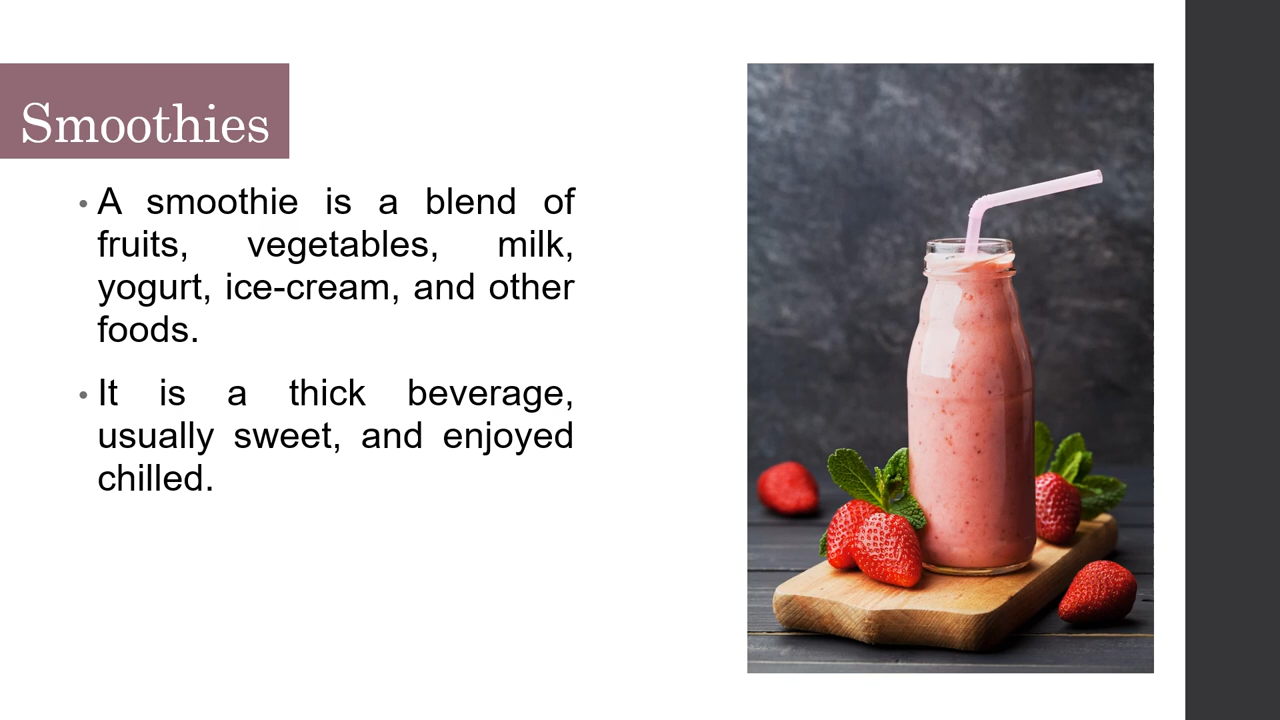 Smoothies
• A smoothie is a blend of
fruits, vegetables, milk,
yogurt, ice-cream, and other
foods.
• It is a thick beverage,
usually sweet, and enjoyed
chilled.